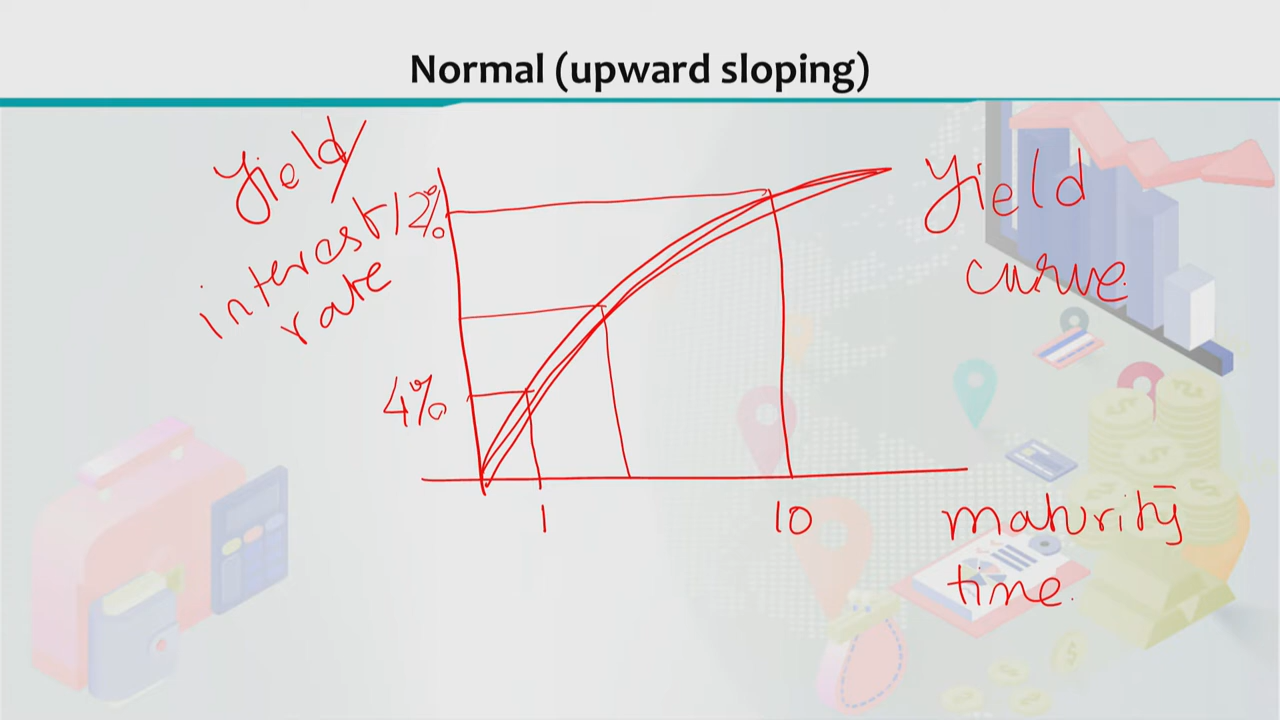 Normal (upward sloping)
Yield/
interest
rate
12%
4%
1
10
Yield
curve
maturity
time